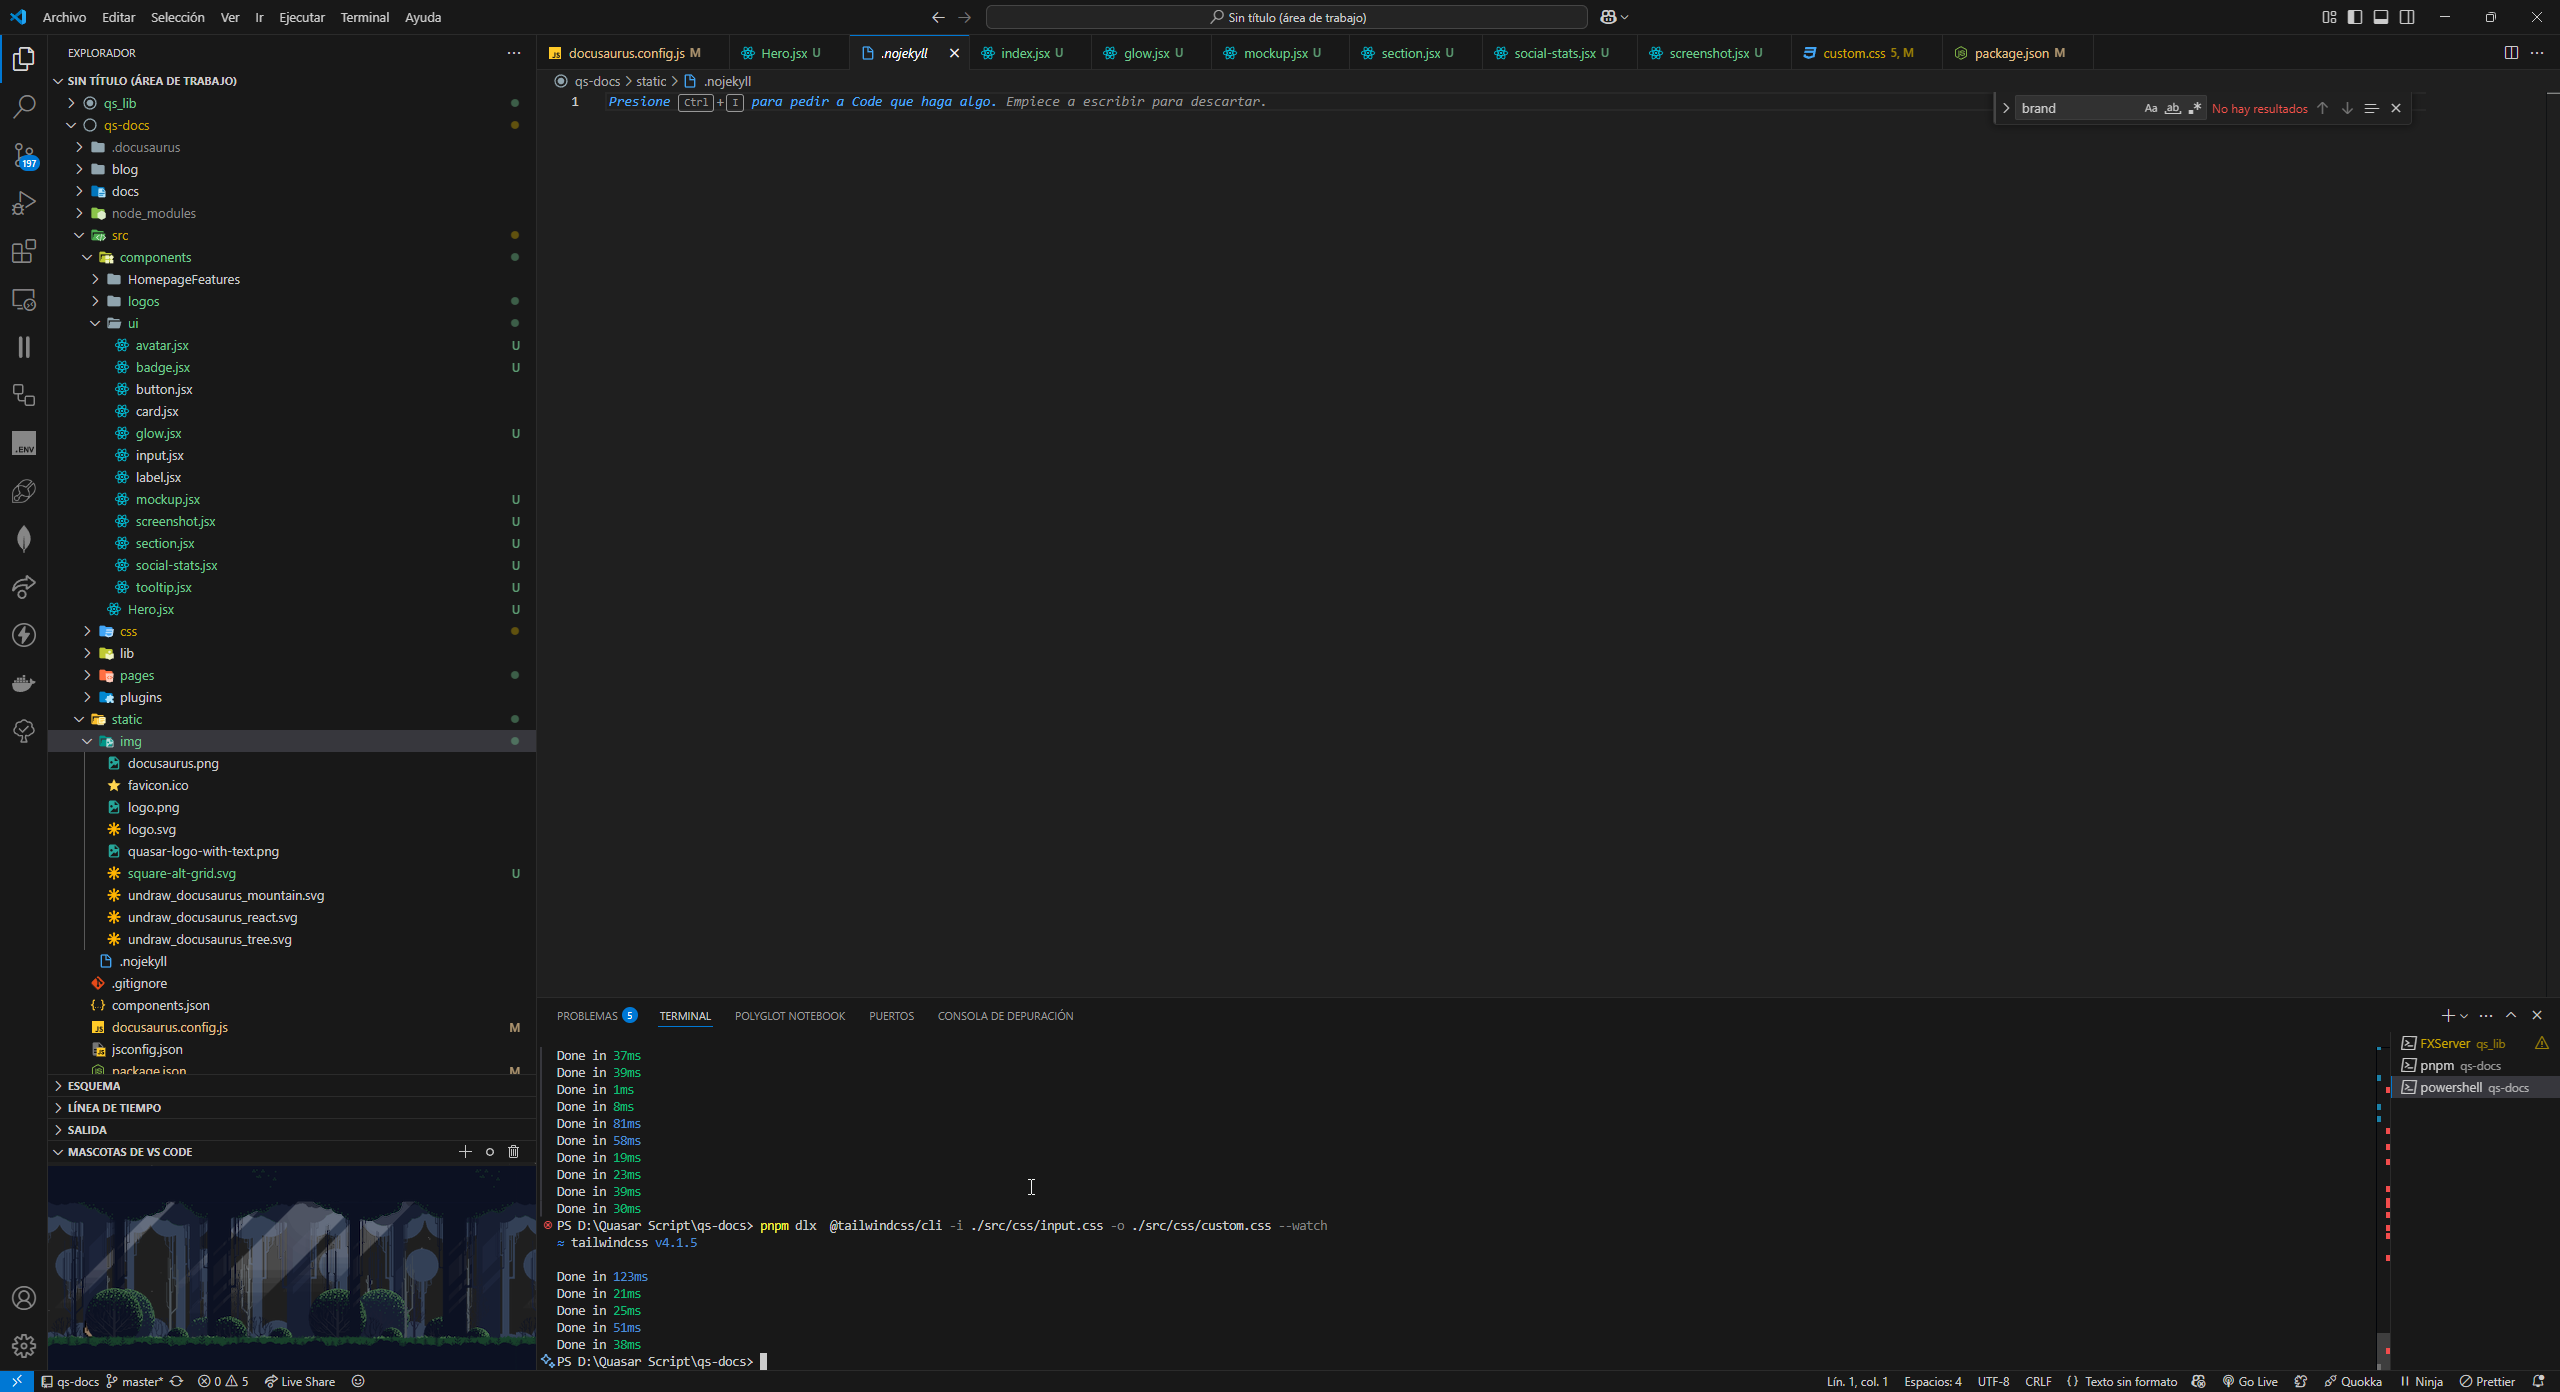 Archivo Editar Selección Ver Ir Ejecutar Terminal Ayuda
Sin título (área de trabajo)
EXPLORADOR
SIN TÍTULO (ÁREA DE TRABAJO)
qs_lib
qs-docs
.docusaurus
blog
docs
node_modules
src
components
HomepageFeatures
logos
ui
avatar.jsx U
badge.jsx U
button.jsx
card.jsx
glow.jsx U
input.jsx
label.jsx
mockup.jsx U
screenshot.jsx U
section.jsx U
social-stats.jsx U
tooltip.jsx U
Hero.jsx U
css
lib
pages
plugins
static
img
docusaurus.png
favicon.ico
logo.png
logo.svg
quasar-logo-with-text.png
square-alt-grid.svg U
undraw_docusaurus_mountain.svg
undraw_docusaurus_react.svg
undraw_docusaurus_tree.svg
.nojekyll
.gitignore
components.json
docusaurus.config.js M
jsconfig.json
package.json M
ESQUEMA
LÍNEA DE TIEMPO
SALIDA
MASCOTAS DE VS CODE
197
.ENV
docusaurus.config.js M Hero.jsx U .nojekyll index.jsx U glow.jsx U mockup.jsx U section.jsx U social-stats.jsx U screenshot.jsx U custom.css 5, M package.json M
qs-docs > static > .nojekyll
1 Presione Ctrl+I para pedir a Code que haga algo. Empiece a escribir para descartar.
brand Aa ab No hay resultados
PROBLEMAS 5 TERMINAL POLYGLOT NOTEBOOK PUERTOS CONSOLA DE DEPURACIÓN
Done in 37ms
Done in 39ms
Done in 1ms
Done in 8ms
Done in 81ms
Done in 58ms
Done in 19ms
Done in 23ms
Done in 39ms
Done in 30ms
PS D:\Quasar Script\qs-docs> pnpm dlx @tailwindcss/cli -i ./src/css/input.css -o ./src/css/custom.css --watch
≈ tailwindcss v4.1.5
Done in 123ms
Done in 21ms
Done in 25ms
Done in 51ms
Done in 38ms
PS D:\Quasar Script\qs-docs>
FXServer qs_lib
pnpm qs-docs
powershell qs-docs
qs-docs master* 0 5 Live Share
Lín. 1, col. 1 Espacios: 4 UTF-8 CRLF {} Texto sin formato Go Live Quokka Ninja Prettier